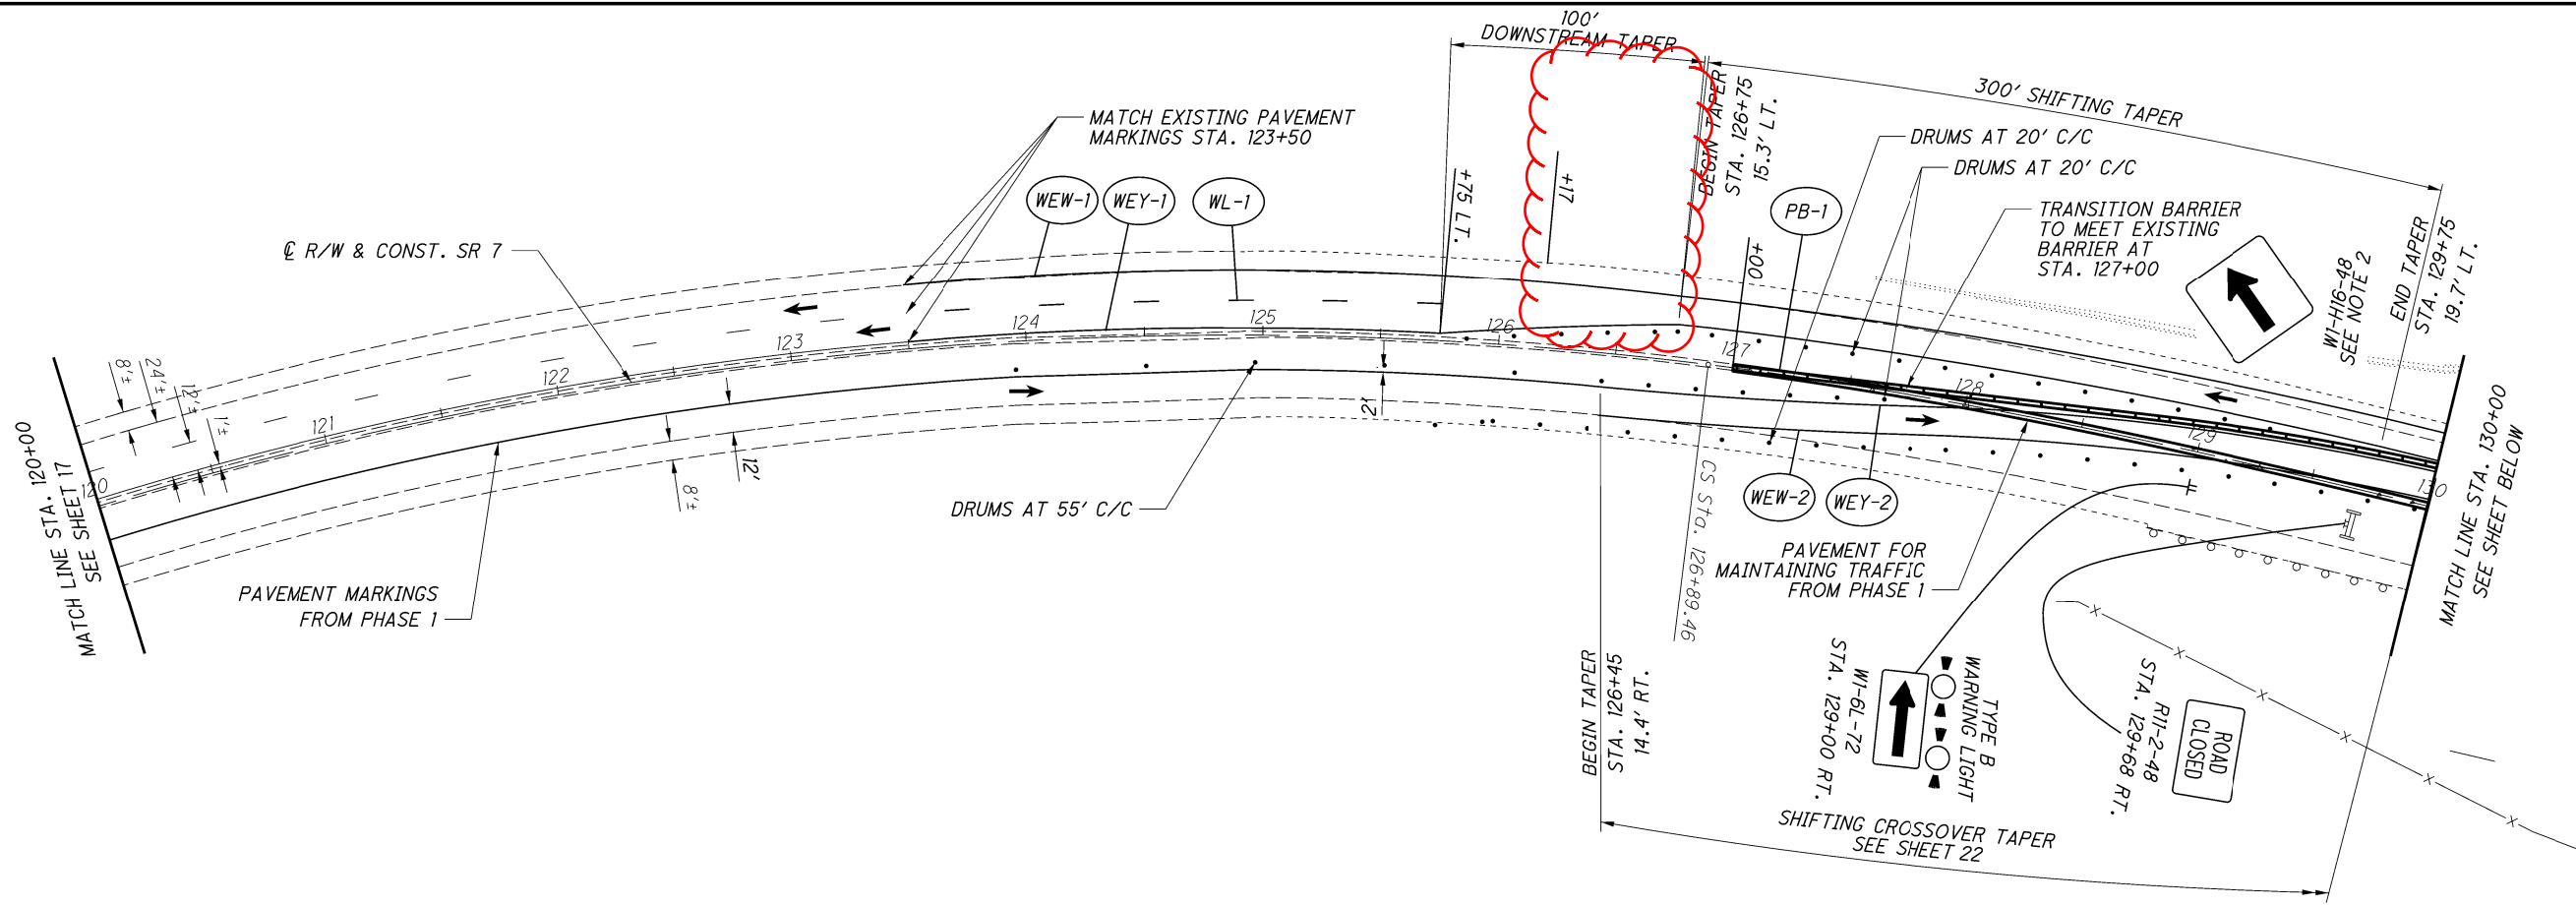 100'
DOWNSTREAM TAPER
BEGIN TAPER
STA. 126+75
15.3' LT.
300' SHIFTING TAPER
MATCH EXISTING PAVEMENT
MARKINGS STA. 123+50
DRUMS AT 20' C/C
DRUMS AT 20' C/C
WEW-1
WEY-1
WL-1
+75 LT.
+17
PB-1
+00
TRANSITION BARRIER
TO MEET EXISTING
BARRIER AT
STA. 127+00
W1-H16-48
SEE NOTE 2
END TAPER
STA. 129+75
19.7' LT.
℄ R/W & CONST. SR 7
120
121
122
123
124
125
126
127
128
129
130
8'±
24'±
12'±
1'±
MATCH LINE STA. 120+00
SEE SHEET 17
12'
8'±
2'
DRUMS AT 55' C/C
PAVEMENT MARKINGS
FROM PHASE 1
CS Sta. 126+89.46
WEW-2
WEY-2
PAVEMENT FOR
MAINTAINING TRAFFIC
FROM PHASE 1
MATCH LINE STA. 130+00
SEE SHEET BELOW
BEGIN TAPER
STA. 126+45
14.4' RT.
W1-6L-72
STA. 129+00 RT.
TYPE B
WARNING LIGHT
R11-2-48
STA. 129+68 RT.
ROAD
CLOSED
SHIFTING CROSSOVER TAPER
SEE SHEET 22